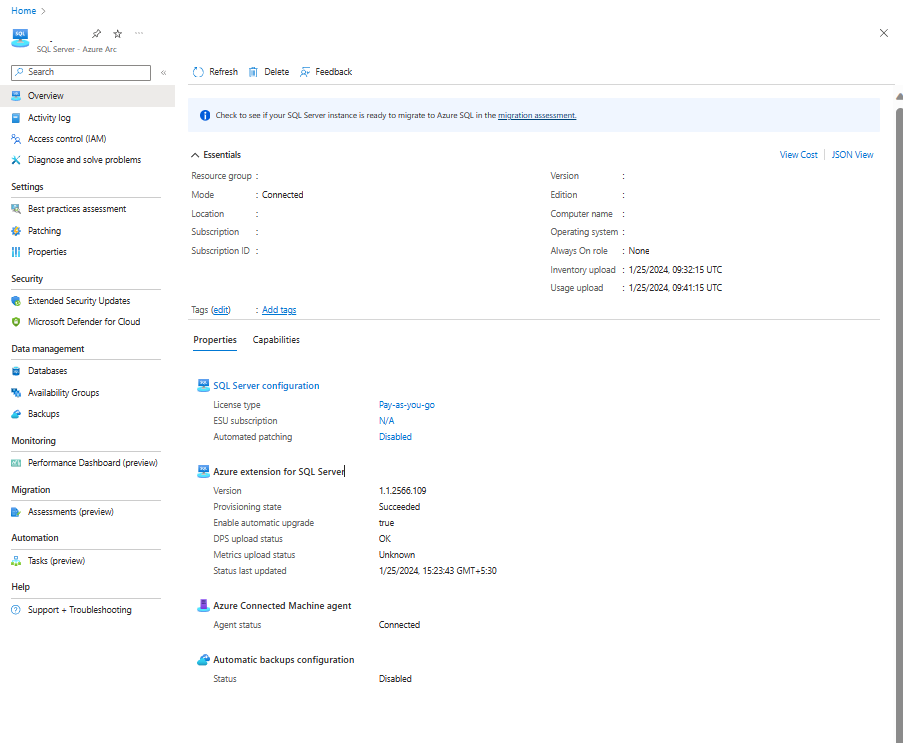 Home >
SQL
SQL Server - Azure Arc
Search
«
Overview
Activity log
Access control (IAM)
Diagnose and solve problems
Settings
Best practices assessment
Patching
Properties
Security
Extended Security Updates
Microsoft Defender for Cloud
Data management
Databases
Availability Groups
Backups
Monitoring
Performance Dashboard (preview)
Migration
Assessments (preview)
Automation
Tasks (preview)
Help
Support + Troubleshooting
Refresh Delete Feedback
Check to see if your SQL Server instance is ready to migrate to Azure SQL in the migration assessment.
Essentials
View Cost | JSON View
Resource group :
Mode : Connected
Location :
Subscription :
Subscription ID :
Version :
Edition :
Computer name :
Operating system :
Always On role : None
Inventory upload : 1/25/2024, 09:32:15 UTC
Usage upload : 1/25/2024, 09:41:15 UTC
Tags (edit) : Add tags
Properties Capabilities
SQL Server configuration
License type Pay-as-you-go
ESU subscription N/A
Automated patching Disabled
Azure extension for SQL Server
Version 1.1.2566.109
Provisioning state Succeeded
Enable automatic upgrade true
DPS upload status OK
Metrics upload status Unknown
Status last updated 1/25/2024, 15:23:43 GMT+5:30
Azure Connected Machine agent
Agent status Connected
Automatic backups configuration
Status Disabled